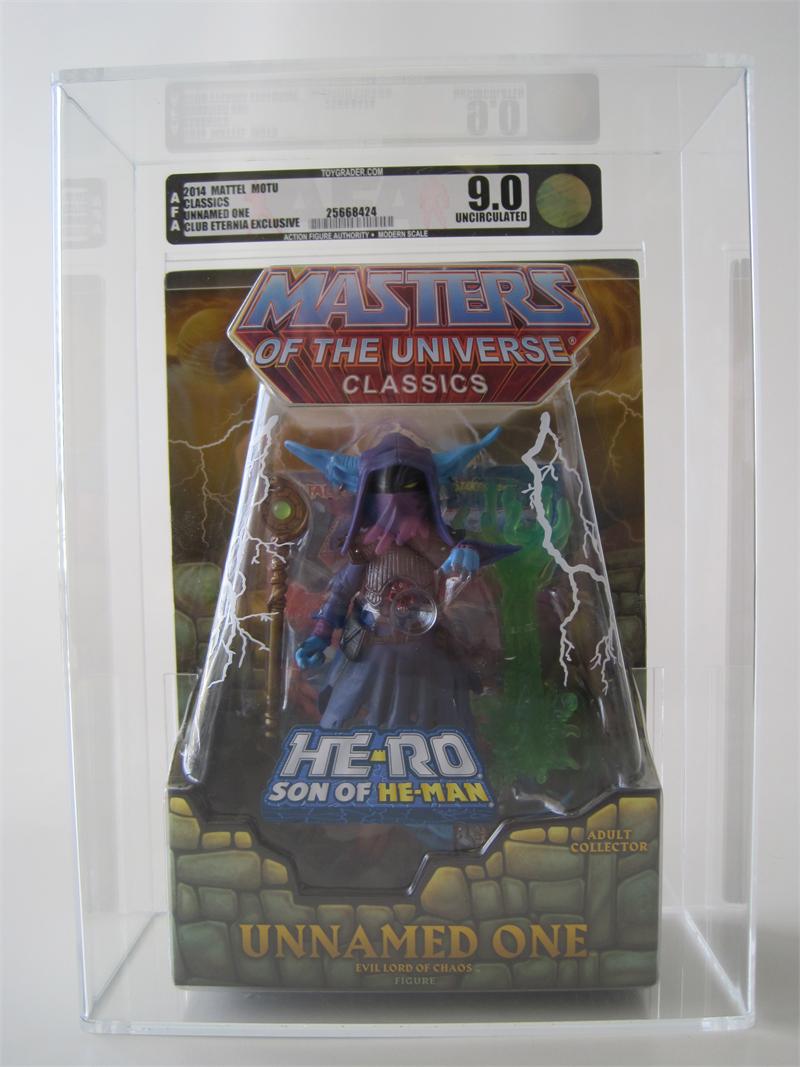 TOYGRADER.COM
AFA
2014 MATTEL MOTU
CLASSICS
UNNAMED ONE
CLUB ETERNIA EXCLUSIVE
25668424
9.0
UNCIRCULATED
ACTION FIGURE AUTHORITY • MODERN SCALE
MASTERS
OF THE UNIVERSE®
CLASSICS
HE-RO
SON OF HE-MAN
ADULT
COLLECTOR
UNNAMED ONE
EVIL LORD OF CHAOS™
FIGURE